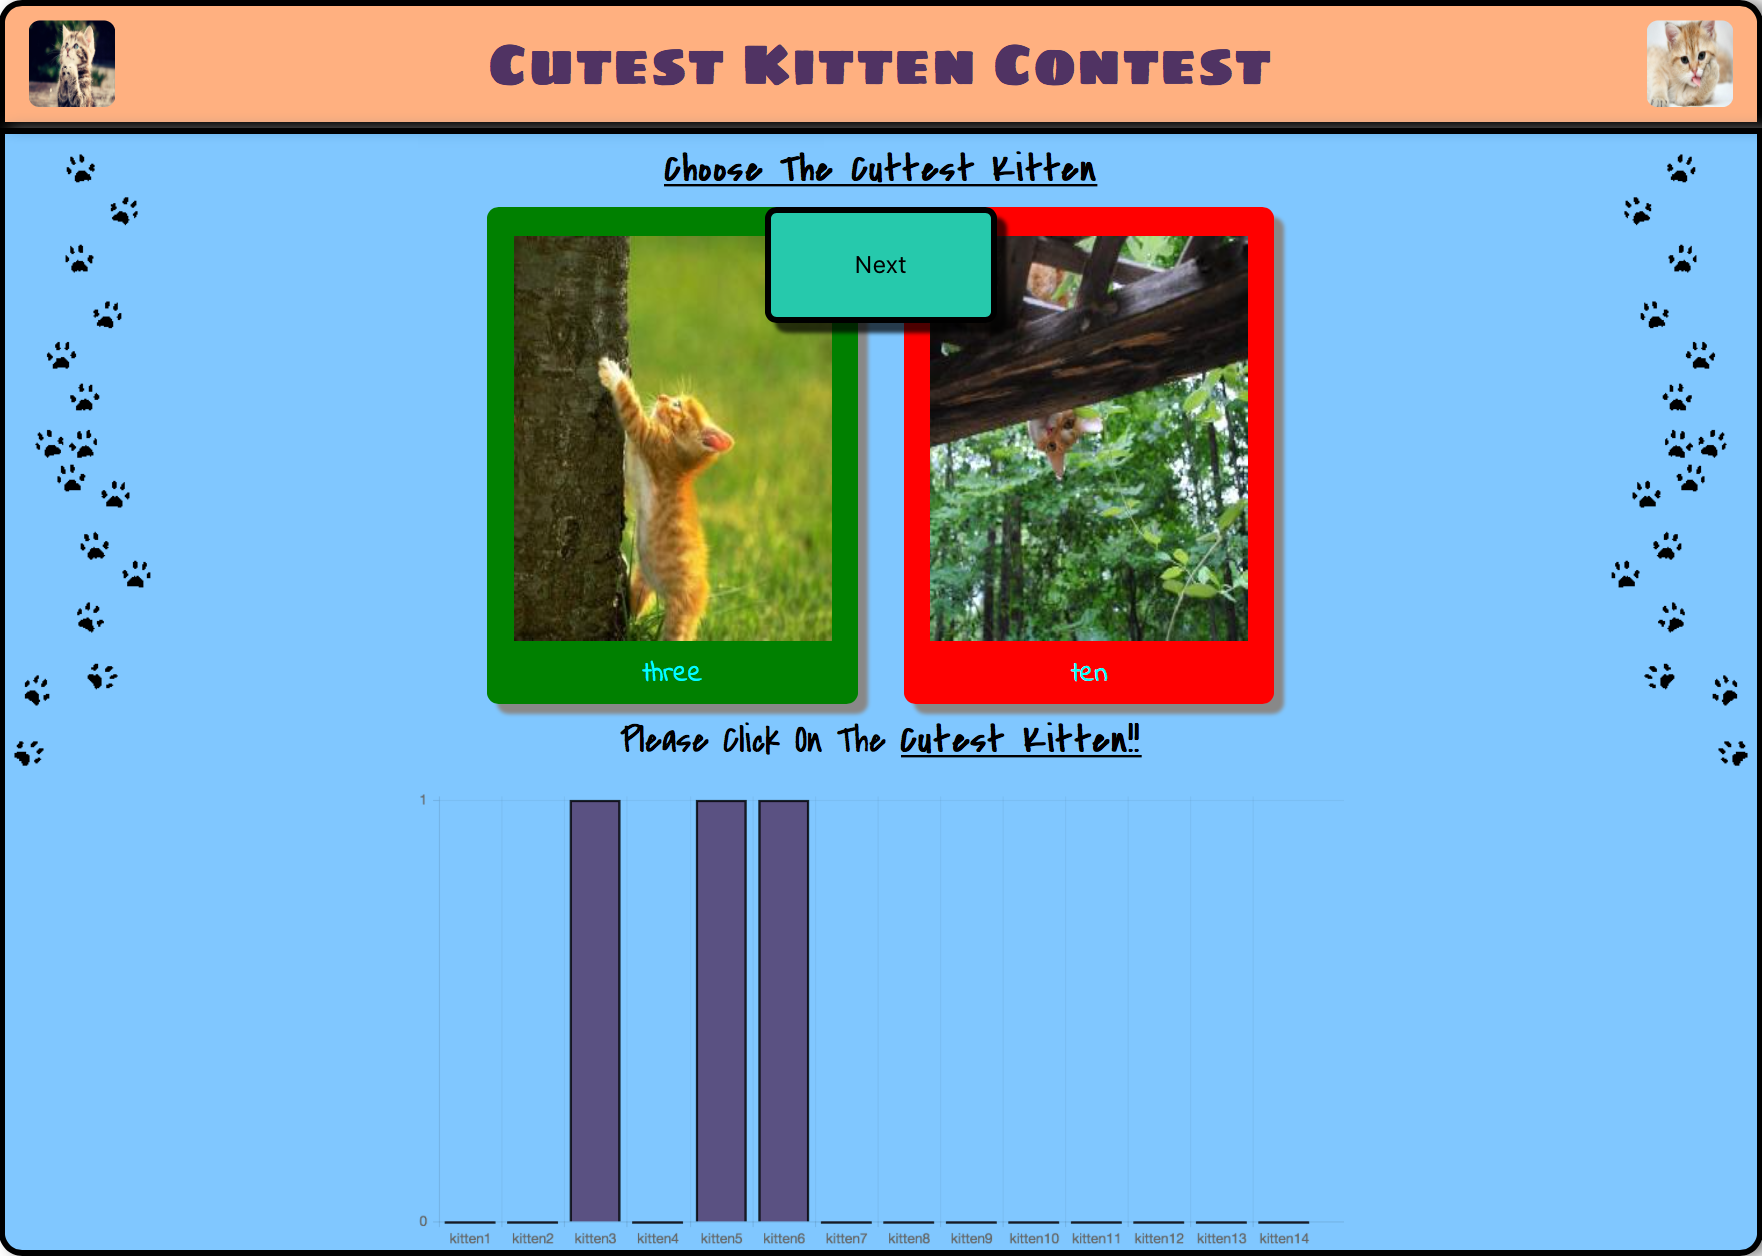 Cutest Kitten Contest
Choose The Cuttest Kitten
Next
three
ten
Please Click On The Cutest Kitten!!
1
0
kitten1 kitten2 kitten3 kitten4 kitten5 kitten6 kitten7 kitten8 kitten9 kitten10 kitten11 kitten12 kitten13 kitten14